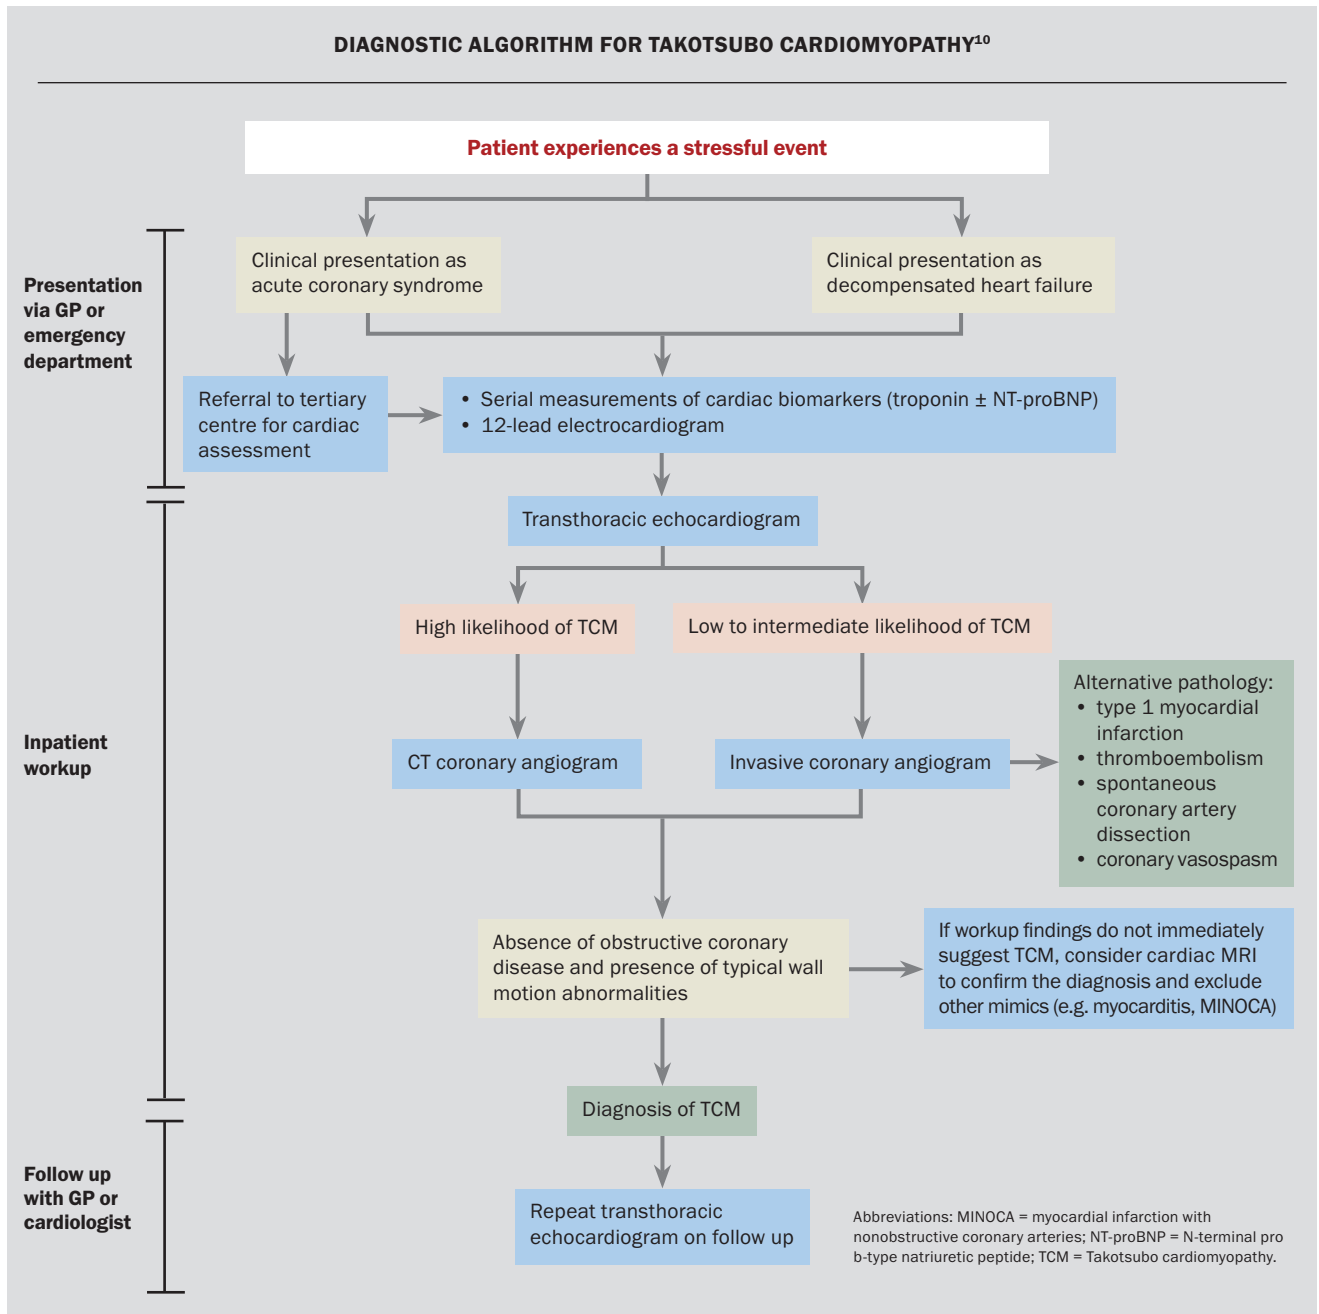 DIAGNOSTIC ALGORITHM FOR TAKOTSUBO CARDIOMYOPATHY¹⁰
Patient experiences a stressful event
Presentation
via GP or
emergency
department
Clinical presentation as
acute coronary syndrome
Clinical presentation as
decompensated heart failure
Referral to tertiary
centre for cardiac
assessment
• Serial measurements of cardiac biomarkers (troponin ± NT-proBNP)
• 12-lead electrocardiogram
Inpatient
workup
Transthoracic echocardiogram
High likelihood of TCM
Low to intermediate likelihood of TCM
CT coronary angiogram
Invasive coronary angiogram
Alternative pathology:
• type 1 myocardial
infarction
• thromboembolism
• spontaneous
coronary artery
dissection
• coronary vasospasm
Absence of obstructive coronary
disease and presence of typical wall
motion abnormalities
If workup findings do not immediately
suggest TCM, consider cardiac MRI
to confirm the diagnosis and exclude
other mimics (e.g. myocarditis, MINOCA)
Diagnosis of TCM
Follow up
with GP or
cardiologist
Repeat transthoracic
echocardiogram on follow up
Abbreviations: MINOCA = myocardial infarction with
nonobstructive coronary arteries; NT-proBNP = N-terminal pro
b-type natriuretic peptide; TCM = Takotsubo cardiomyopathy.